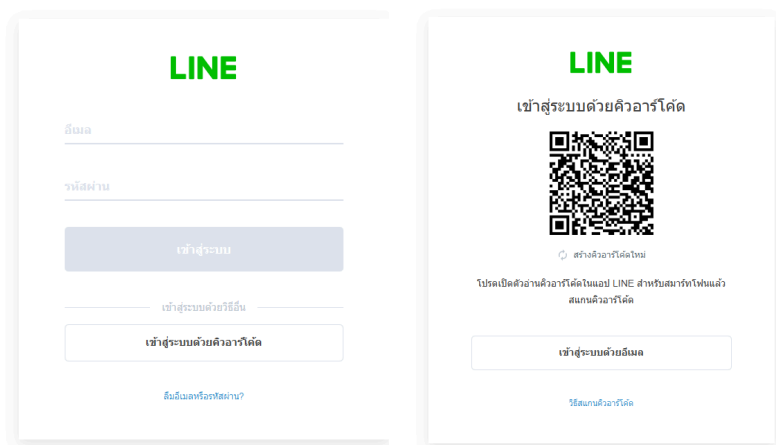 LINE
อีเมล
รหัสผ่าน
เข้าสู่ระบบ
เข้าสู่ระบบด้วยวิธีอื่น
เข้าสู่ระบบด้วยคิวอาร์โค้ด
ลืมอีเมลหรือรหัสผ่าน?
LINE
เข้าสู่ระบบด้วยคิวอาร์โค้ด
สร้างคิวอาร์โค้ดใหม่
โปรดเปิดตัวอ่านคิวอาร์โค้ดในแอป LINE สำหรับสมาร์ทโฟนแล้ว
สแกนคิวอาร์โค้ด
เข้าสู่ระบบด้วยอีเมล
วิธีสแกนคิวอาร์โค้ด